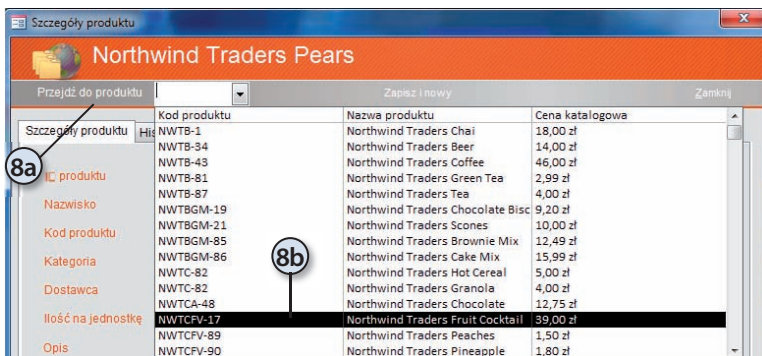 Szczegóły produktu
Northwind Traders Pears
Przejdź do produktu Zapisz i nowy Zamknij
Kod produktu Nazwa produktu Cena katalogowa
Szczegóły produktu His NWTB-1 Northwind Traders Chai 18,00 zł
NWTB-34 Northwind Traders Beer 14,00 zł
8a NWTB-43 Northwind Traders Coffee 46,00 zł
produktu NWTB-81 Northwind Traders Green Tea 2,99 zł
NWTB-87 Northwind Traders Tea 4,00 zł
Nazwisko NWTBGM-19 Northwind Traders Chocolate Bisc 9,20 zł
NWTBGM-21 Northwind Traders Scones 10,00 zł
Kod produktu NWTBGM-85 Northwind Traders Brownie Mix 12,49 zł
NWTBGM-86 8b Northwind Traders Cake Mix 15,99 zł
Kategoria NWTC-82 Northwind Traders Hot Cereal 5,00 zł
Dostawca NWTC-82 Northwind Traders Granola 4,00 zł
NWTCA-48 Northwind Traders Chocolate 12,75 zł
Ilość na jednostkę NWTCFV-17 Northwind Traders Fruit Cocktail 39,00 zł
NWTCFV-89 Northwind Traders Peaches 1,50 zł
Opis NWTCFV-90 Northwind Traders Pineapple 1,80 zł